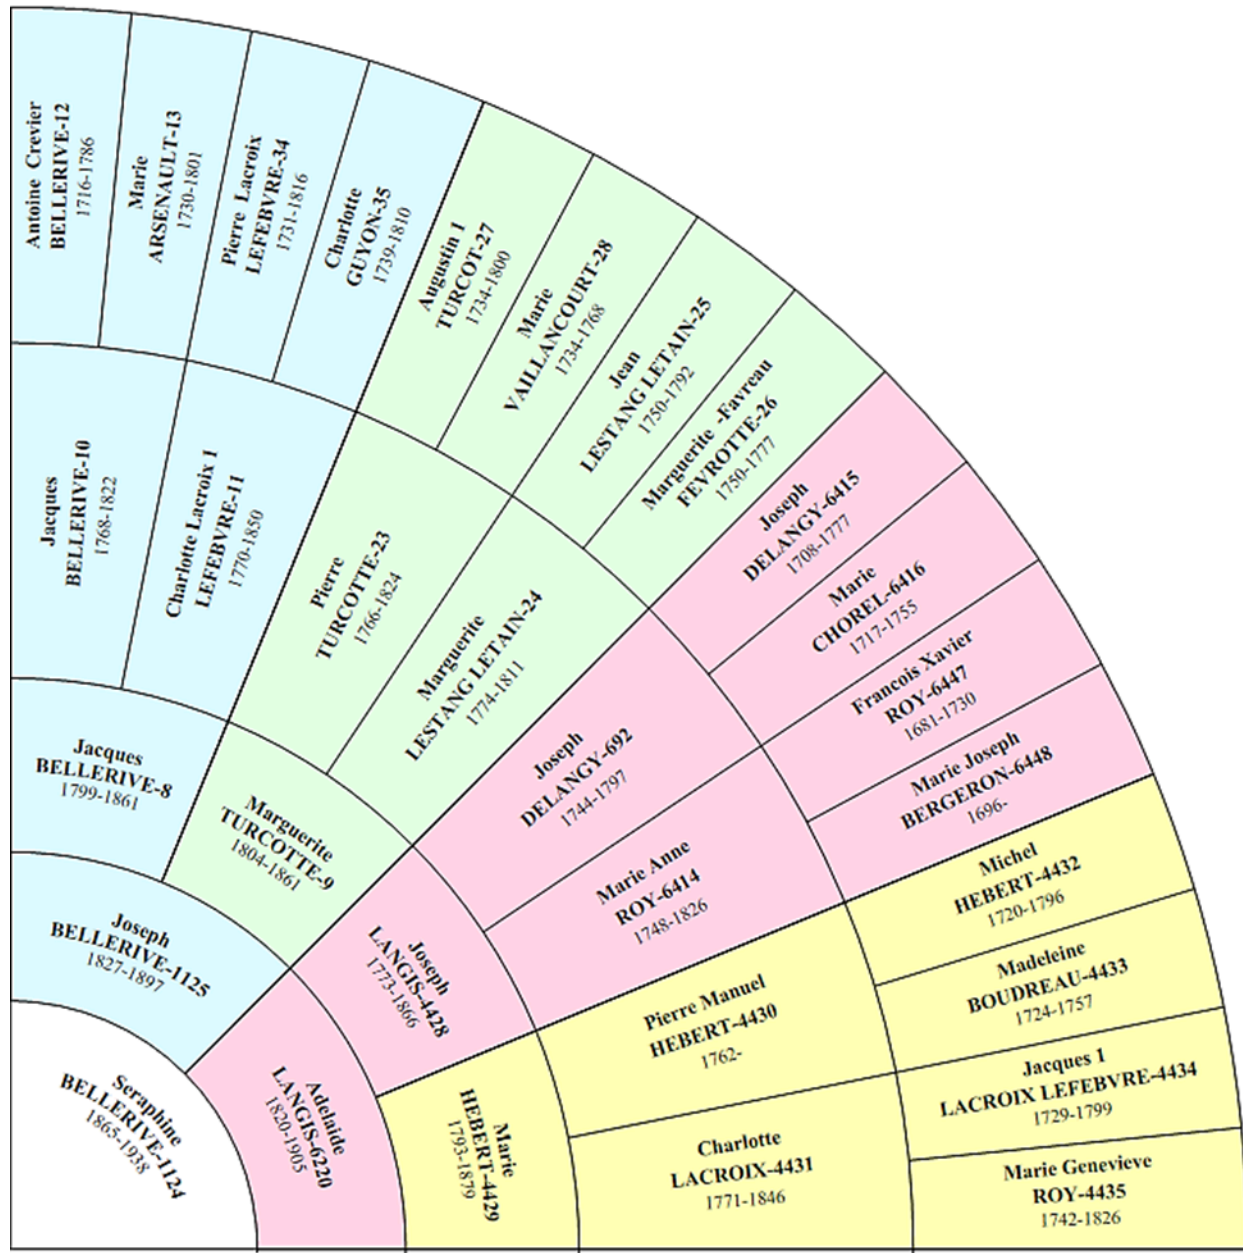 Antoine Crevier
BELLERIVE-12
1716-1786
Marie
ARSENAULT-13
1730-1801
Pierre Lacroix
LEFEBVRE-34
1731-1816
Charlotte
GUYON-35
1739-1810
Augustin 1
TURCOT-27
1734-1800
Marie
VAILLANCOURT-28
1734-1768
Jean
LESTANG LETAIN-25
1750-1792
Marguerite -Favreau
FEVROTTE-26
1750-1777
Joseph
DELANGY-6415
1708-1777
Marie
CHOREL-6416
1717-1755
Francois Xavier
ROY-6447
1681-1730
Marie Joseph
BERGERON-6448
1696-
Michel
HEBERT-4432
1720-1796
Madeleine
BOUDREAU-4433
1724-1757
Jacques 1
LACROIX LEFEBVRE-4434
1729-1799
Marie Genevieve
ROY-4435
1742-1826
Jacques
BELLERIVE-10
1768-1822
Charlotte Lacroix 1
LEFEBVRE-11
1770-1850
Pierre
TURCOTTE-23
1766-1824
Marguerite
LESTANG LETAIN-24
1774-1811
Joseph
DELANGY-692
1744-1797
Marie Anne
ROY-6414
1748-1826
Pierre Manuel
HEBERT-4430
1762-
Charlotte
LACROIX-4431
1771-1846
Jacques
BELLERIVE-8
1799-1861
Marguerite
TURCOTTE-9
1804-1861
Joseph
LANGIS-4428
1773-1866
Marie
HEBERT-4429
1793-1879
Joseph
BELLERIVE-1125
1827-1897
Adelaide
LANGIS-6220
1820-1905
Seraphine
BELLERIVE-1124
1865-1938